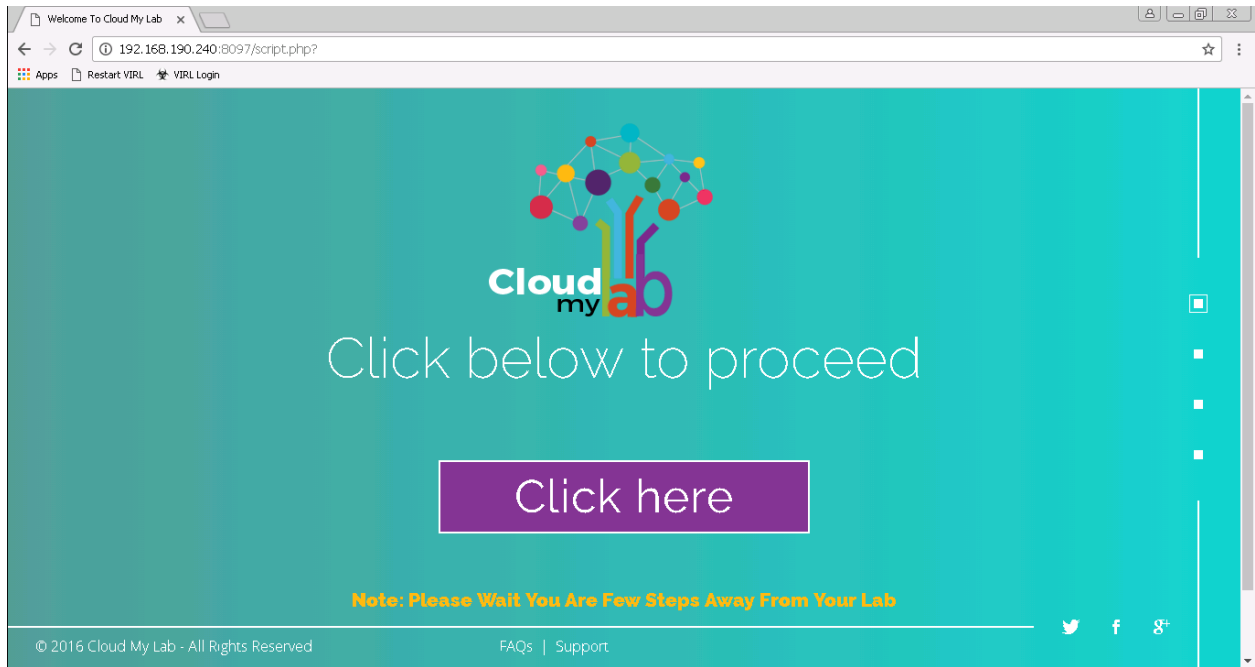 Welcome To Cloud My Lab
192.168.190.240:8097/script.php?
Apps Restart VIRL VIRL Login
Cloud
my lab
Click below to proceed
Click here
Note: Please Wait You Are Few Steps Away From Your Lab
© 2016 Cloud My Lab - All Rights Reserved FAQs | Support